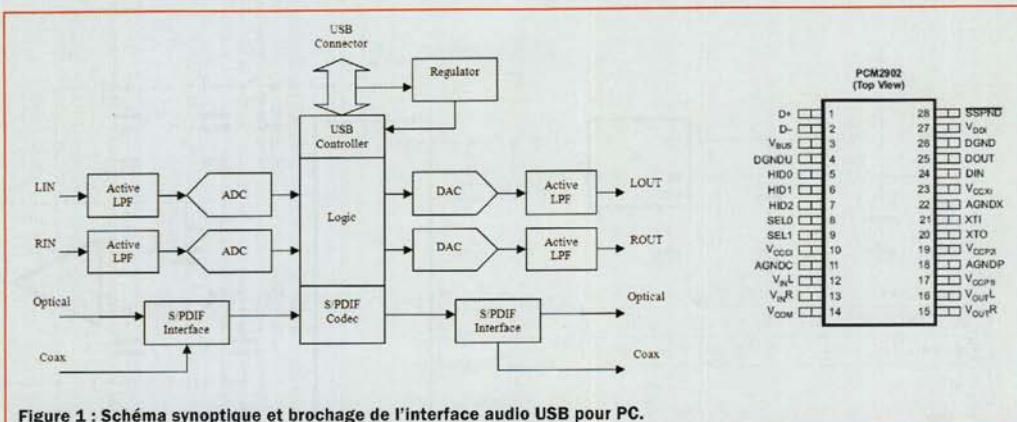 USB
Connector
Regulator
USB
Controller
LIN
Active
LPF
ADC
Logic
DAC
Active
LPF
LOUT
RIN
Active
LPF
ADC
DAC
Active
LPF
ROUT
Optical
S/PDIF
Interface
Coax
S/PDIF
Codec
S/PDIF
Interface
Optical
Coax
PCM2902
(Top View)
D+ 1 28 SSPND
D– 2 27 VDDI
VBUS 3 26 DGND
DGNDU 4 25 DOUT
HID0 5 24 DIN
HID1 6 23 VCCXI
HID2 7 22 AGNDX
SEL0 8 21 XTI
SEL1 9 20 XTO
VCCCI 10 19 VCCP2I
AGNDC 11 18 AGNDP
VINL 12 17 VCCP1I
VINR 13 16 VOUTL
VCOM 14 15 VOUTR
Figure 1 : Schéma synoptique et brochage de l'interface audio USB pour PC.